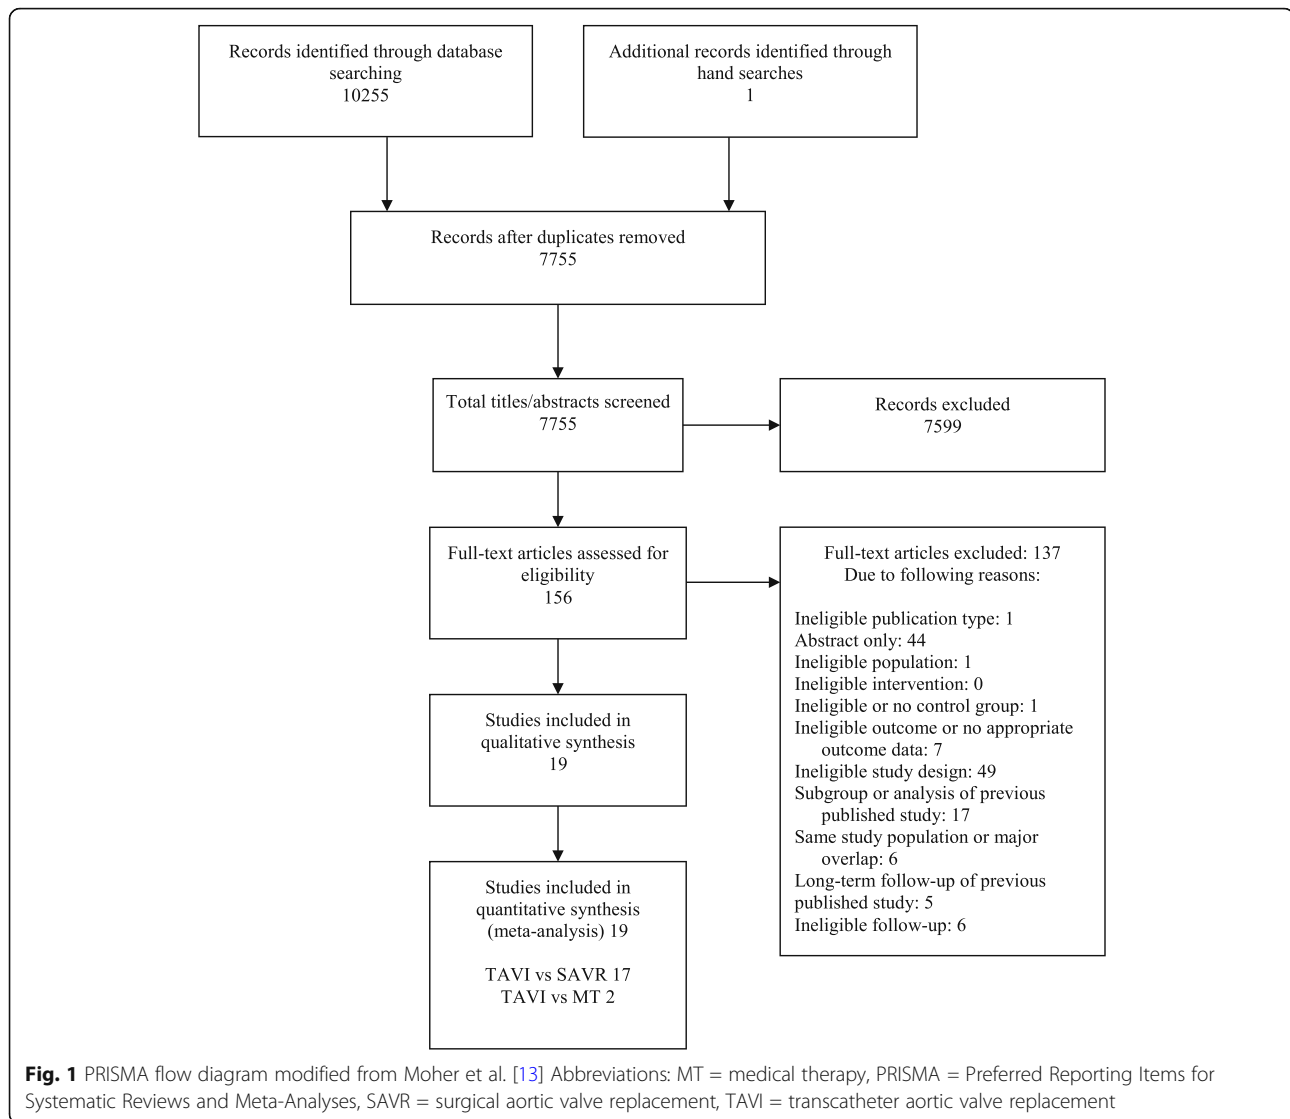 Records identified through database
searching
10255
Additional records identified through
hand searches
1
Records after duplicates removed
7755
Total titles/abstracts screened
7755
Records excluded
7599
Full-text articles assessed for
eligibility
156
Full-text articles excluded: 137
Due to following reasons:
Ineligible publication type: 1
Abstract only: 44
Ineligible population: 1
Ineligible intervention: 0
Ineligible or no control group: 1
Ineligible outcome or no appropriate
outcome data: 7
Ineligible study design: 49
Subgroup or analysis of previous
published study: 17
Same study population or major
overlap: 6
Long-term follow-up of previous
published study: 5
Ineligible follow-up: 6
Studies included in
qualitative synthesis
19
Studies included in
quantitative synthesis
(meta-analysis) 19
TAVI vs SAVR 17
TAVI vs MT 2
Fig. 1 PRISMA flow diagram modified from Moher et al. [13] Abbreviations: MT = medical therapy, PRISMA = Preferred Reporting Items for
Systematic Reviews and Meta-Analyses, SAVR = surgical aortic valve replacement, TAVI = transcatheter aortic valve replacement